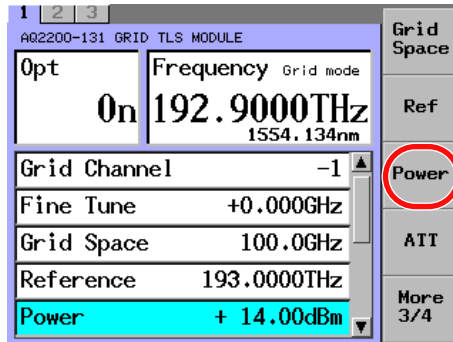 1 2 3
AQ2200-131 GRID TLS MODULE
Opt
On
Frequency Grid mode
192.9000THz
1554.134nm
Grid Channel -1
Fine Tune +0.000GHz
Grid Space 100.0GHz
Reference 193.0000THz
Power + 14.00dBm
Grid
Space
Ref
Power
ATT
More
3/4